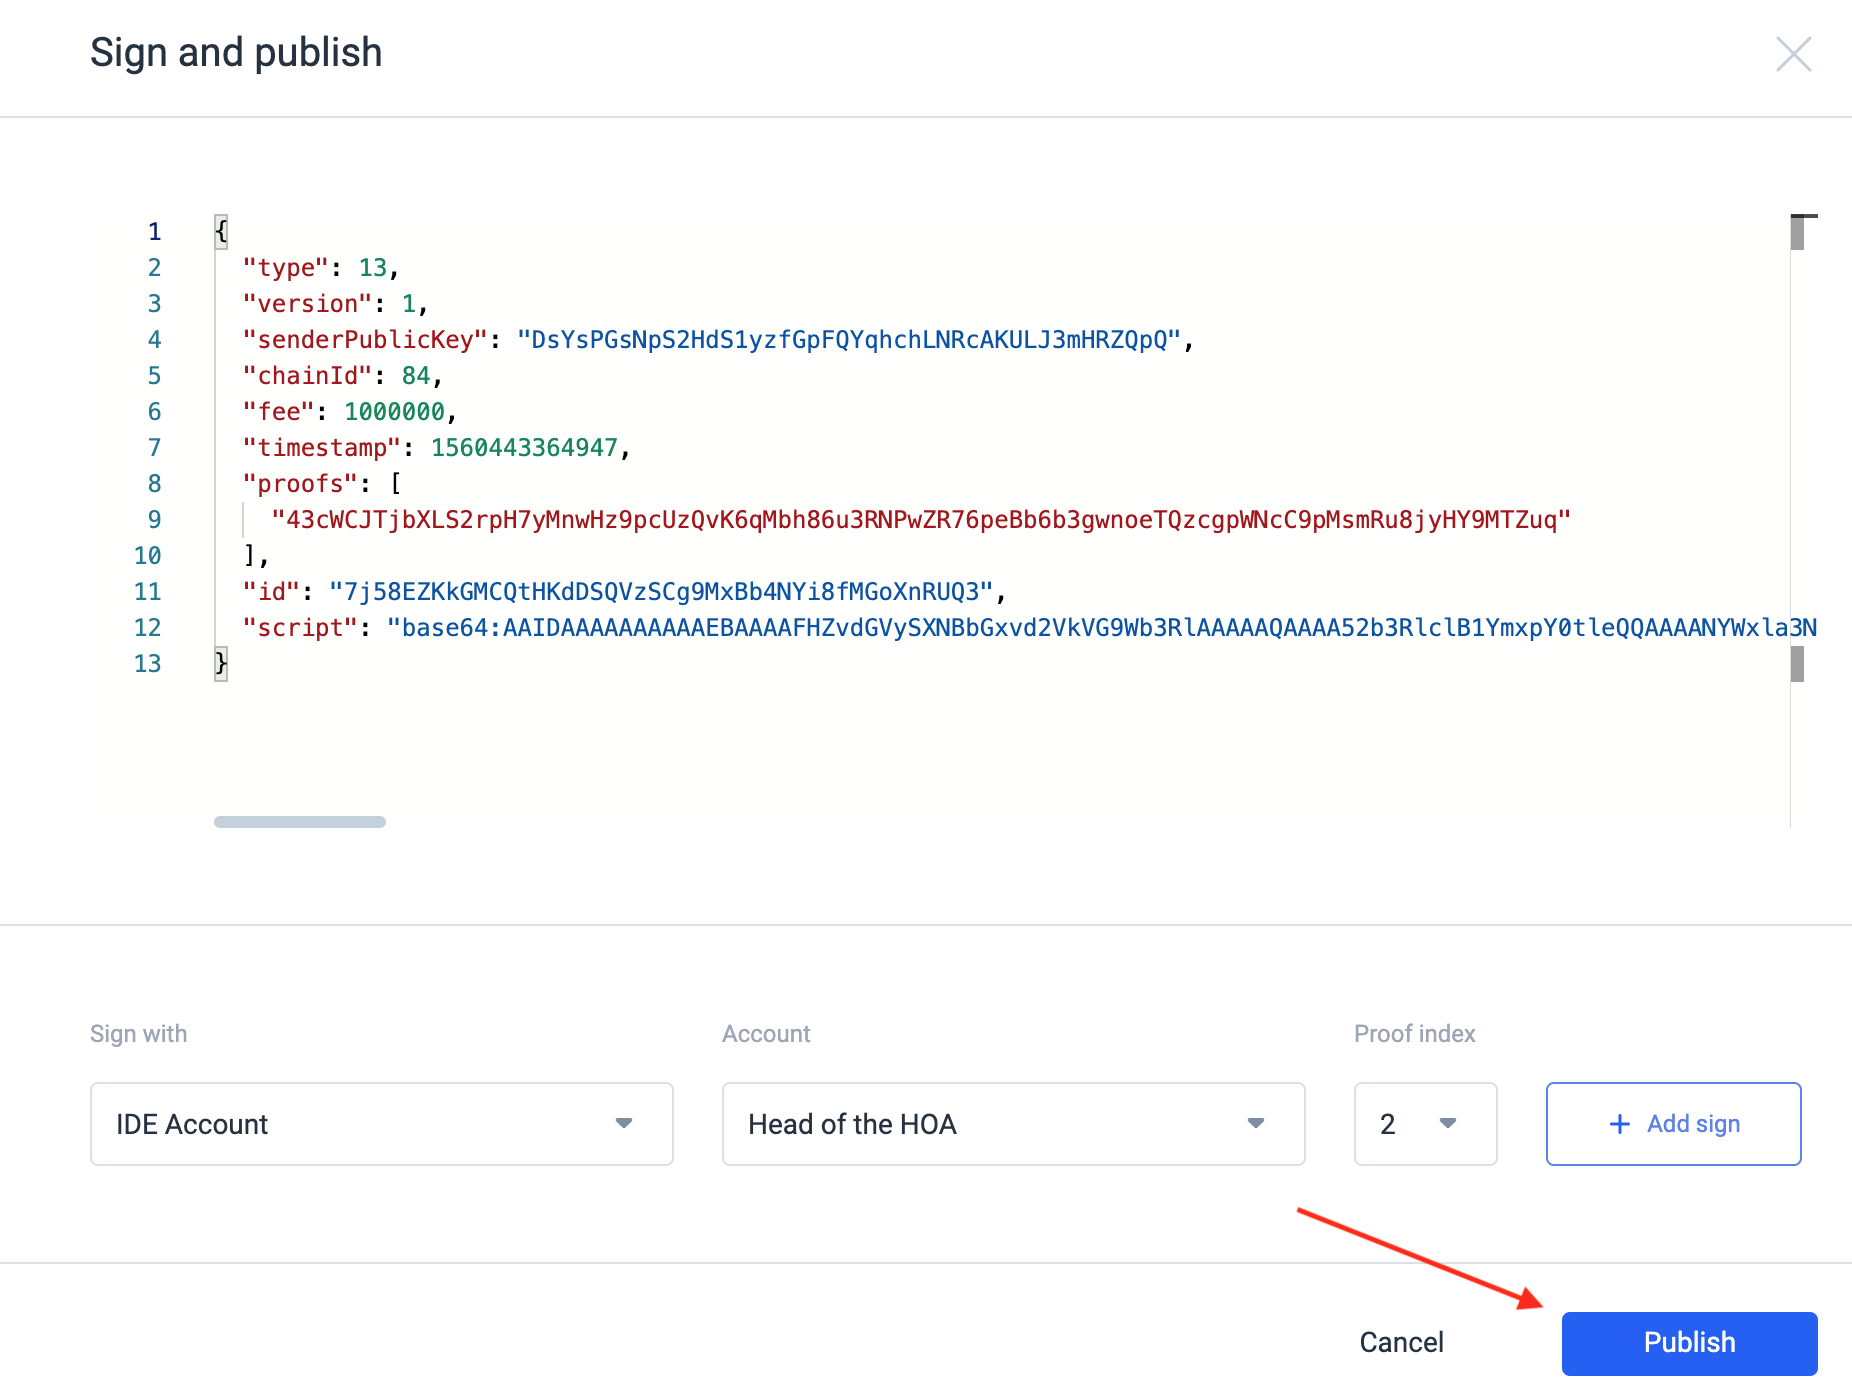 Sign and publish
1 {
2 "type": 13,
3 "version": 1,
4 "senderPublicKey": "DsYsPGsNpS2HdS1yzfGpFQYqhchLNRcAKULJ3mHRZQpQ",
5 "chainId": 84,
6 "fee": 1000000,
7 "timestamp": 1560443364947,
8 "proofs": [
9 "43cWCJTjbXLS2rpH7yMnwHz9pcUzQvK6qMbh86u3RNPwZR76peBb6b3gwnoeTQzcgpWNcC9pMsmRu8jyHY9MTZuq"
10 ],
11 "id": "7j58EZKkGMCQtHKdDSQVzSCg9MxBb4NYi8fMGoXnRUQ3",
12 "script": "base64:AAIDAAAAAAAAAAEBAAAAFHZvdGVySXNBbGxvd2VkVG9Wb3RlAAAAAQAAAA52b3RlclB1YmxpY0tleQQAAAANYWxla3N
13 }
Sign with Account Proof index
IDE Account Head of the HOA 2 + Add sign
Cancel Publish